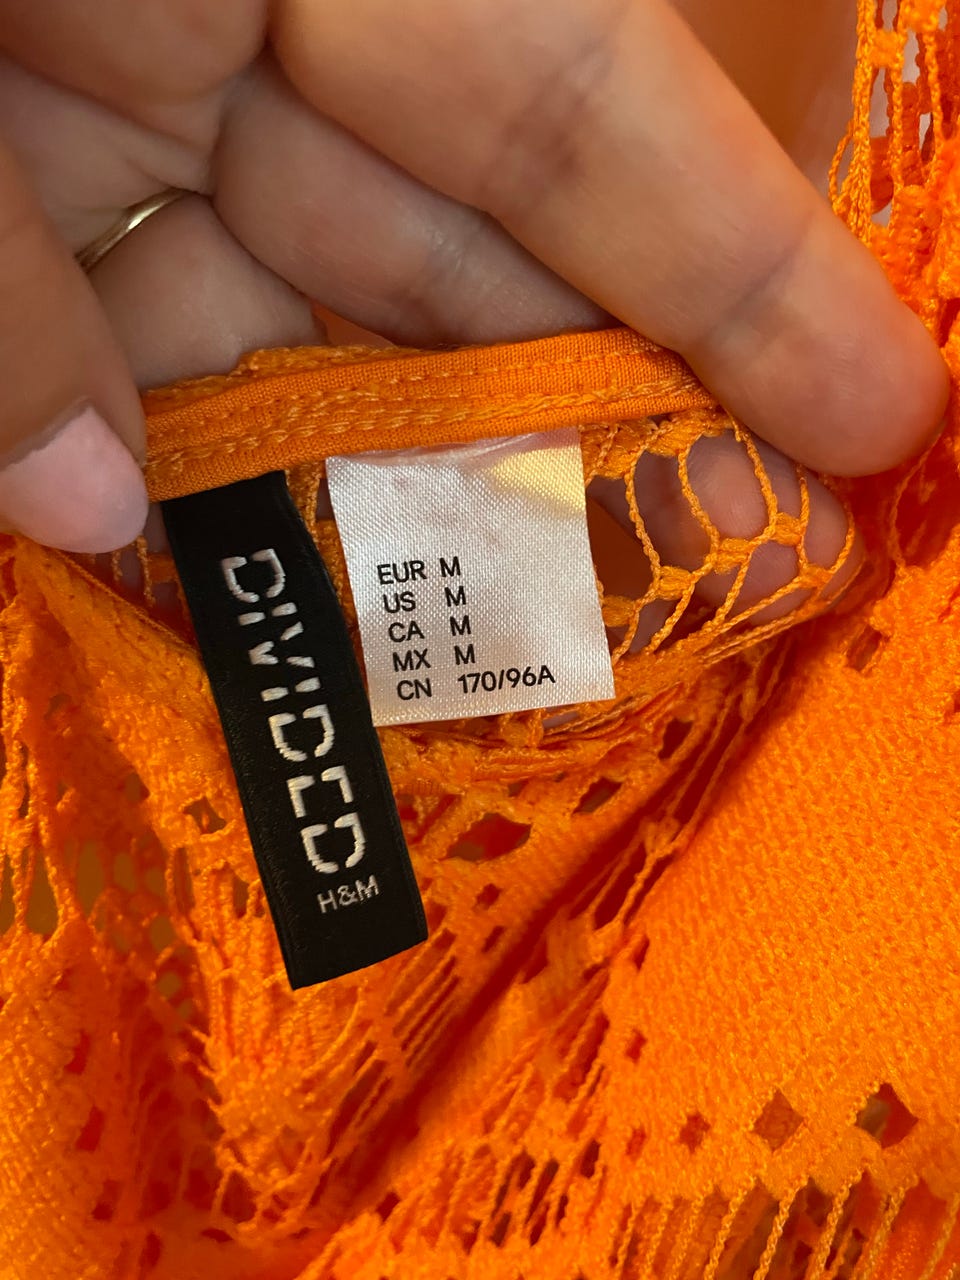 DIVIDED
H&M
EUR M
US M
CA M
MX M
CN 170/96A